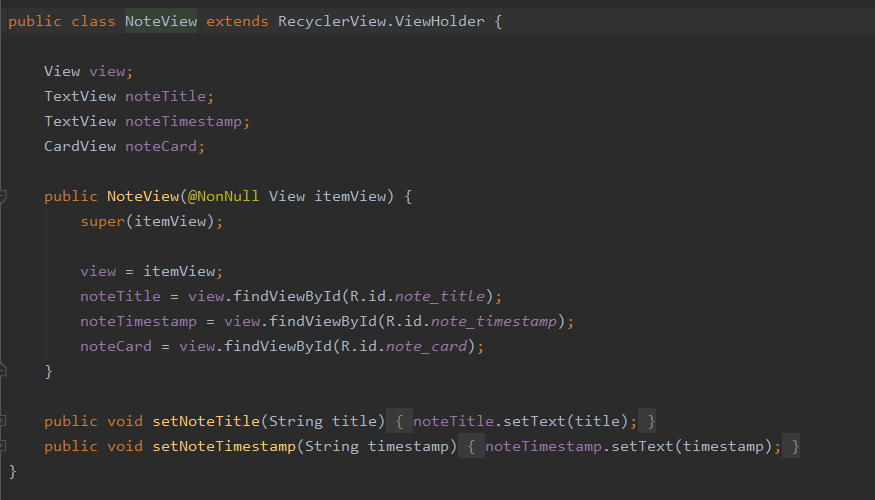 public class NoteView extends RecyclerView.ViewHolder {
View view;
TextView noteTitle;
TextView noteTimestamp;
CardView noteCard;
public NoteView(@NonNull View itemView) {
super(itemView);
view = itemView;
noteTitle = view.findViewById(R.id.note_title);
noteTimestamp = view.findViewById(R.id.note_timestamp);
noteCard = view.findViewById(R.id.note_card);
}
public void setNoteTitle(String title) { noteTitle.setText(title); }
public void setNoteTimestamp(String timestamp) { noteTimestamp.setText(timestamp); }
}